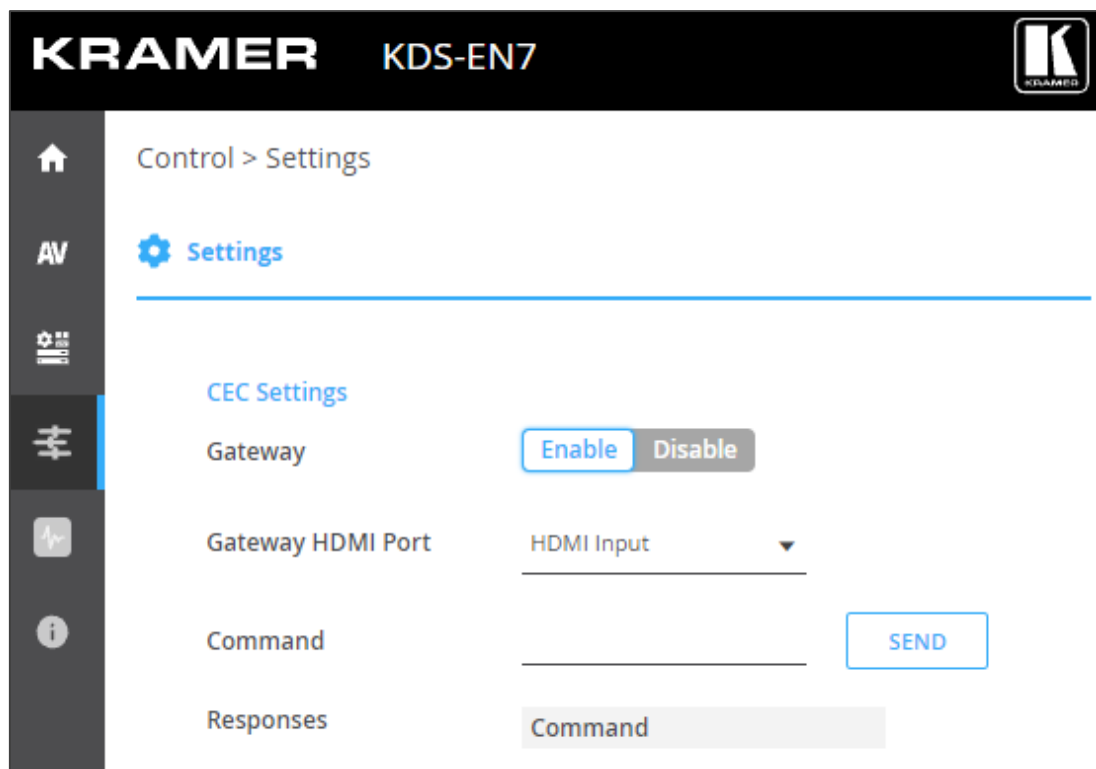 KRAMER KDS-EN7
KRAMER
Control > Settings
AV
Settings
CEC Settings
Gateway Enable Disable
Gateway HDMI Port HDMI Input
Command SEND
Responses Command